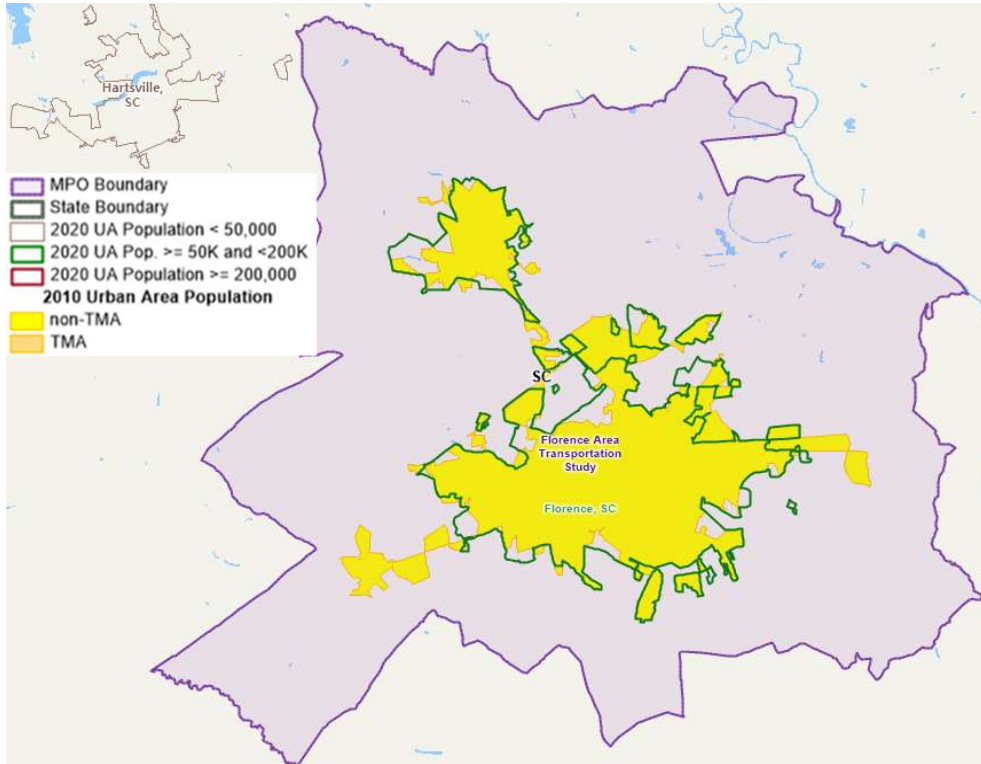 Hartsville,
SC
MPO Boundary
State Boundary
2020 UA Population < 50,000
2020 UA Pop. >= 50K and <200K
2020 UA Population >= 200,000
2010 Urban Area Population
non-TMA
TMA
SC
Florence Area
Transportation
Study
Florence, SC